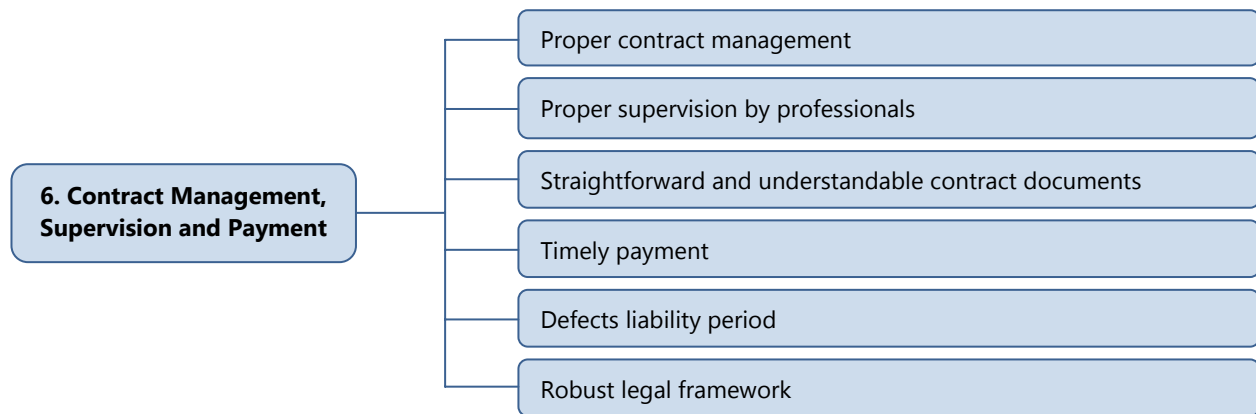 6. Contract Management,
Supervision and Payment
Proper contract management
Proper supervision by professionals
Straightforward and understandable contract documents
Timely payment
Defects liability period
Robust legal framework